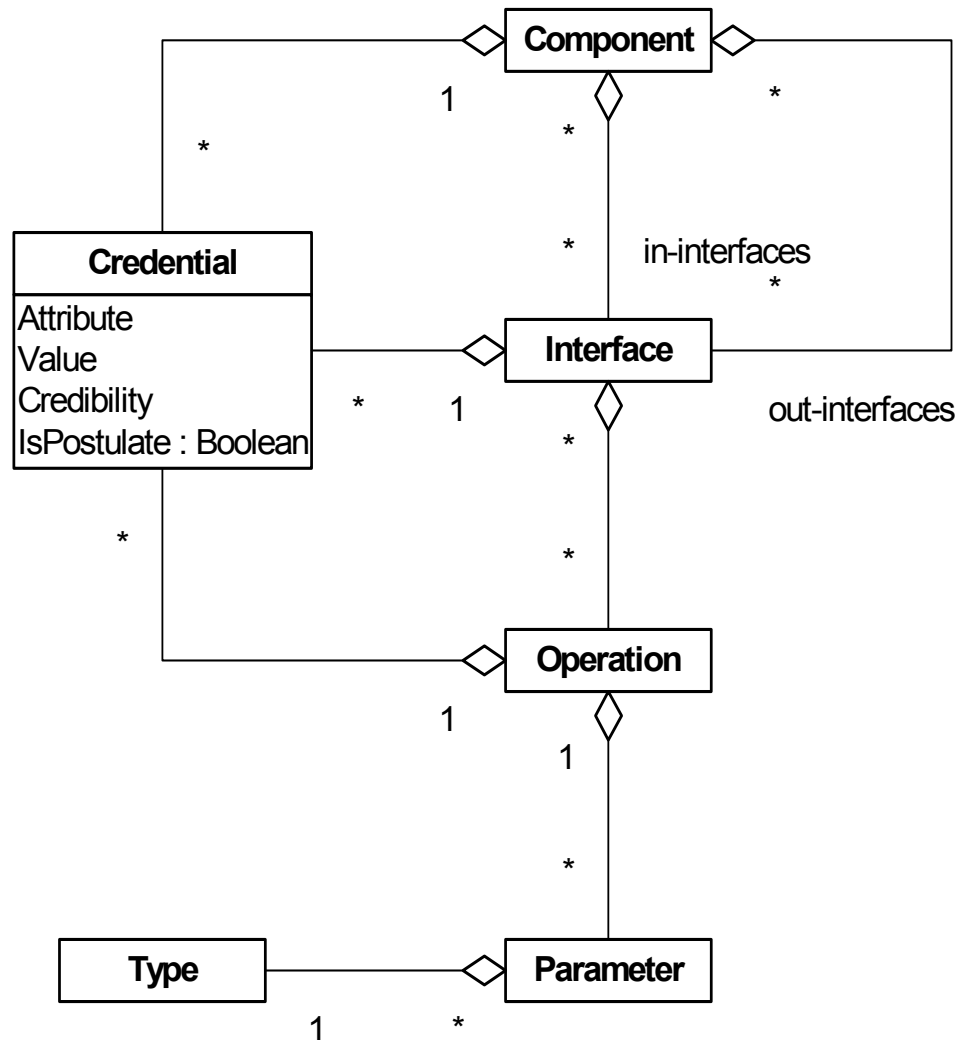 Component
1
*
*
*
*
in-interfaces
*
Credential
Attribute
Value
Credibility
IsPostulate : Boolean
Interface
*
1
*
out-interfaces
*
*
Operation
1
1
*
Type
Parameter
1
*